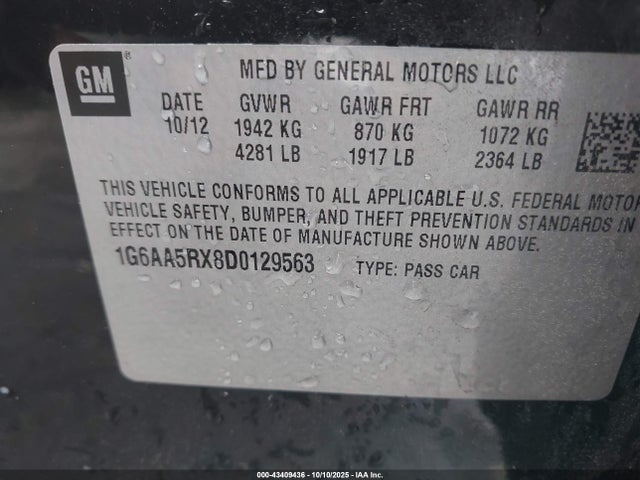 GM ®
MFD BY GENERAL MOTORS LLC
DATE GVWR GAWR FRT GAWR RR
10/12 1942 KG 870 KG 1072 KG
4281 LB 1917 LB 2364 LB
THIS VEHICLE CONFORMS TO ALL APPLICABLE U.S. FEDERAL MOTOR
VEHICLE SAFETY, BUMPER, AND THEFT PREVENTION STANDARDS IN
EFFECT ON THE DATE OF MANUFACTURE SHOWN ABOVE.
1G6AA5RX8D0129563 TYPE: PASS CAR
000-43409436 - 10/10/2025 - IAA Inc.